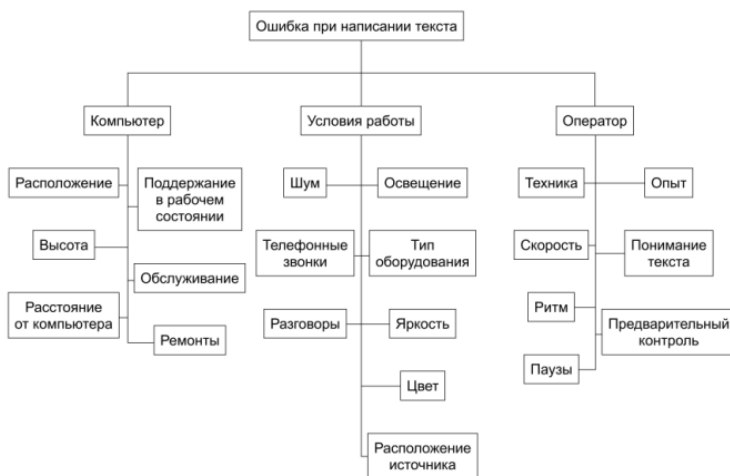 Ошибка при написании текста
Компьютер
Условия работы
Оператор
Расположение
Поддержание
в рабочем
состоянии
Высота
Обслуживание
Расстояние
от компьютера
Ремонты
Шум
Освещение
Телефонные
звонки
Тип
оборудования
Разговоры
Яркость
Цвет
Расположение
источника
Техника
Опыт
Скорость
Понимание
текста
Ритм
Предварительный
контроль
Паузы